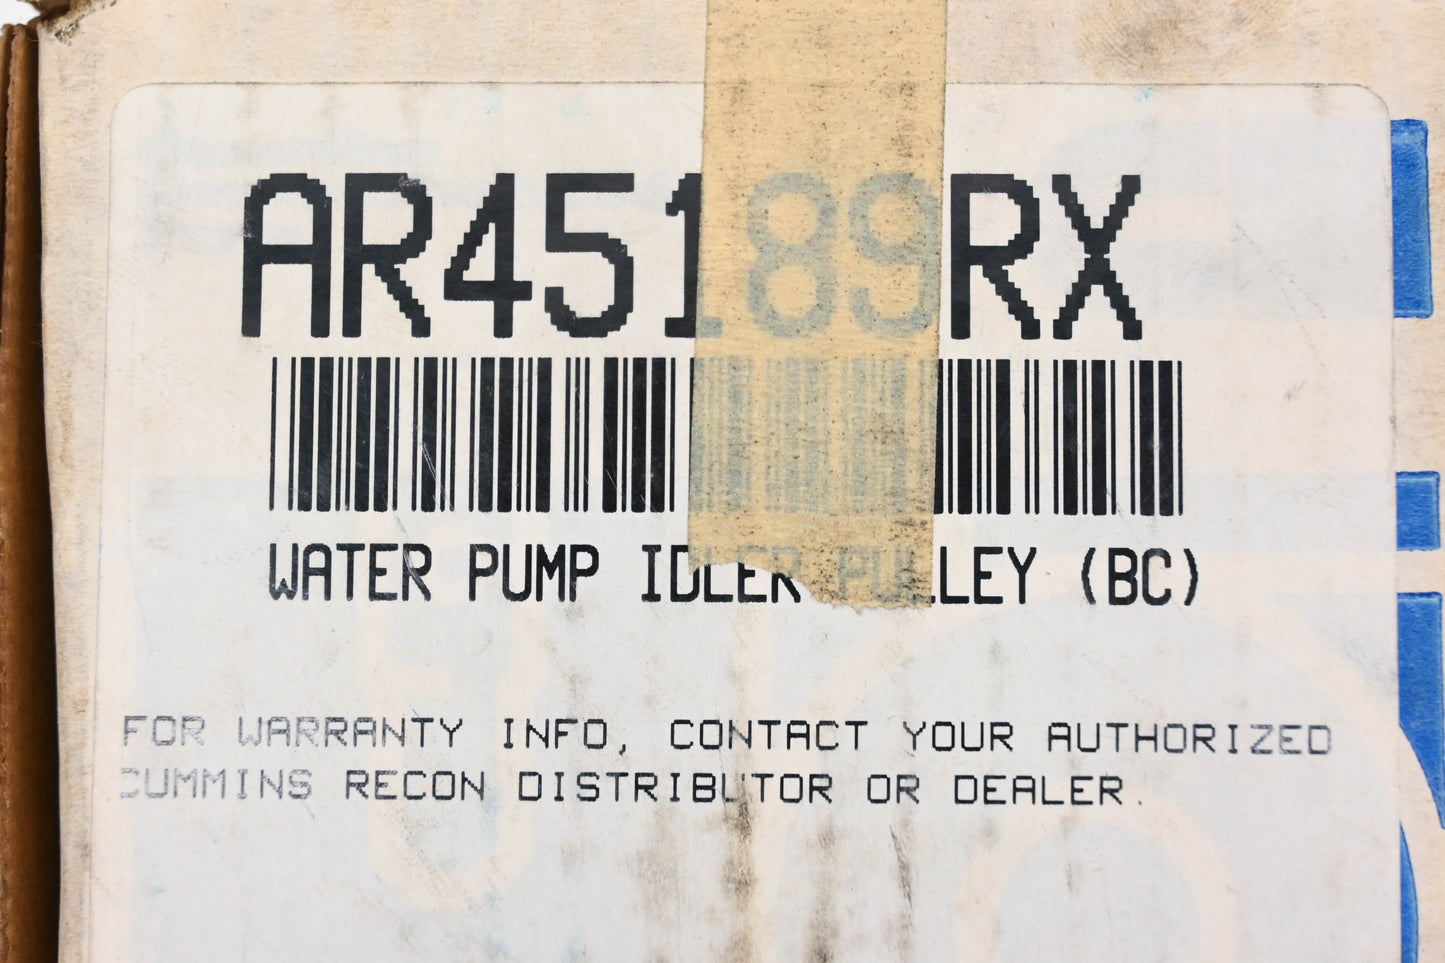 AR45189RX
WATER PUMP IDLER PULLEY (BC)
FOR WARRANTY INFO, CONTACT YOUR AUTHORIZED
CUMMINS RECON DISTRIBUTOR OR DEALER.